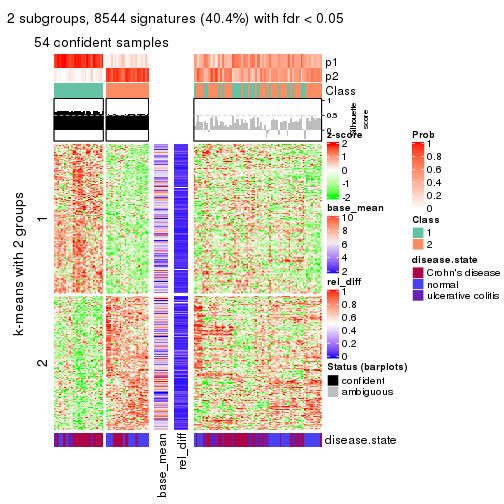 2 subgroups, 8544 signatures (40.4%) with fdr < 0.05
54 confident samples
p1
p2
Class
1
0.5
0
Silhouette
score
k-means with 2 groups
1
2
z-score
2
1
0
-1
-2
base_mean
10
8
6
4
2
rel_diff
1
0.8
0.6
0.4
0.2
0
Status (barplots)
confident
ambiguous
Prob
1
0.8
0.6
0.4
0.2
0
Class
1
2
disease.state
Crohn's disease
normal
ulcerative colitis
disease.state
base_mean
rel_diff